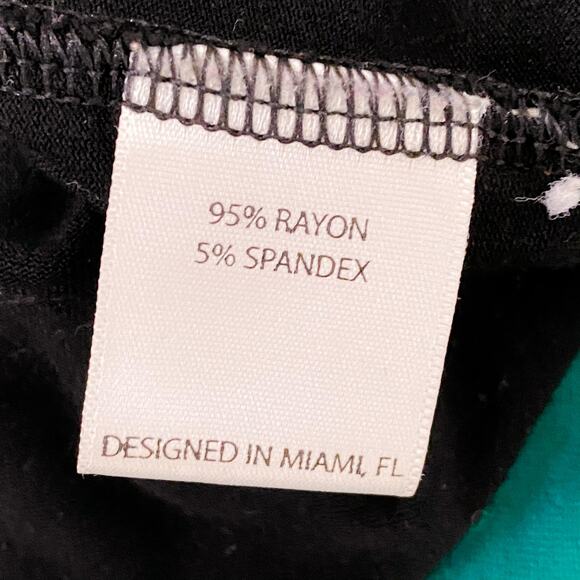 95% RAYON
5% SPANDEX
DESIGNED IN MIAMI, FL